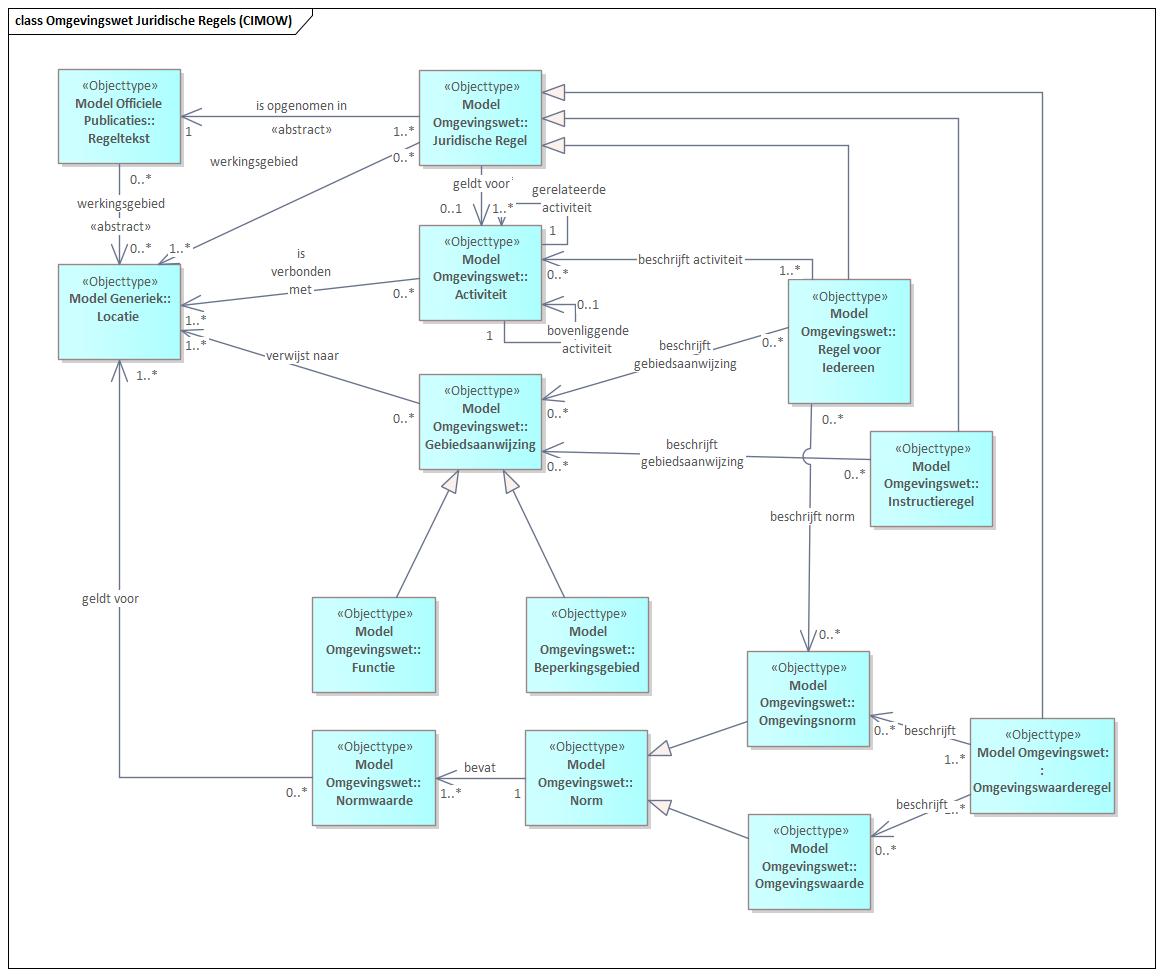 class Omgevingswet Juridische Regels (CIMOW)
«Objecttype»
Model Officiele
Publicaties::
Regeltekst
«Objecttype»
Model
Omgevingswet::
Juridische Regel
is opgenomen in
«abstract»
1
1..*
0..*
werkingsgebied
0..*
werkingsgebied
«abstract»
0..*
1..*
geldt voor
0..1
1..*
gerelateerde
activiteit
1
«Objecttype»
Model Generiek::
Locatie
«Objecttype»
Model
Omgevingswet::
Activiteit
is
verbonden
met
0..*
1..*
1..*
0..*
beschrijft activiteit
1..*
0..1
1
bovenliggende
activiteit
«Objecttype»
Model
Omgevingswet::
Regel voor
Iedereen
verwijst naar
0..*
1..*
beschrijft
gebiedsaanwijzing
0..*
0..*
«Objecttype»
Model
Omgevingswet::
Gebiedsaanwijzing
0..*
beschrijft
gebiedsaanwijzing
0..*
0..*
«Objecttype»
Model
Omgevingswet::
Instructieregel
beschrijft norm
geldt voor
«Objecttype»
Model
Omgevingswet::
Functie
«Objecttype»
Model
Omgevingswet::
Beperkingsgebied
0..*
«Objecttype»
Model
Omgevingswet::
Omgevingsnorm
0..*
beschrijft
1..*
«Objecttype»
Model Omgevingswet:
:
Omgevingswaarderegel
«Objecttype»
Model
Omgevingswet::
Normwaarde
0..*
bevat
1..*
1
«Objecttype»
Model
Omgevingswet::
Norm
beschrijft
1..*
0..*
«Objecttype»
Model
Omgevingswet::
Omgevingswaarde